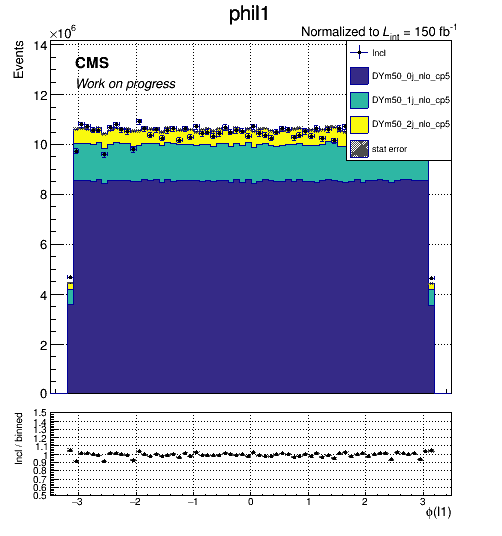 phil1
×10⁶
Normalized to L_int = 150 fb⁻¹
Events
14
12
10
8
6
4
2
0
CMS
Work on progress
Incl
DYm50_0j_nlo_cp5
DYm50_1j_nlo_cp5
DYm50_2j_nlo_cp5
stat error
Incl / binned
1.5
1.4
1.3
1.2
1.1
1
0.9
0.8
0.7
0.6
0.5
−3 −2 −1 0 1 2 3
ϕ(l1)